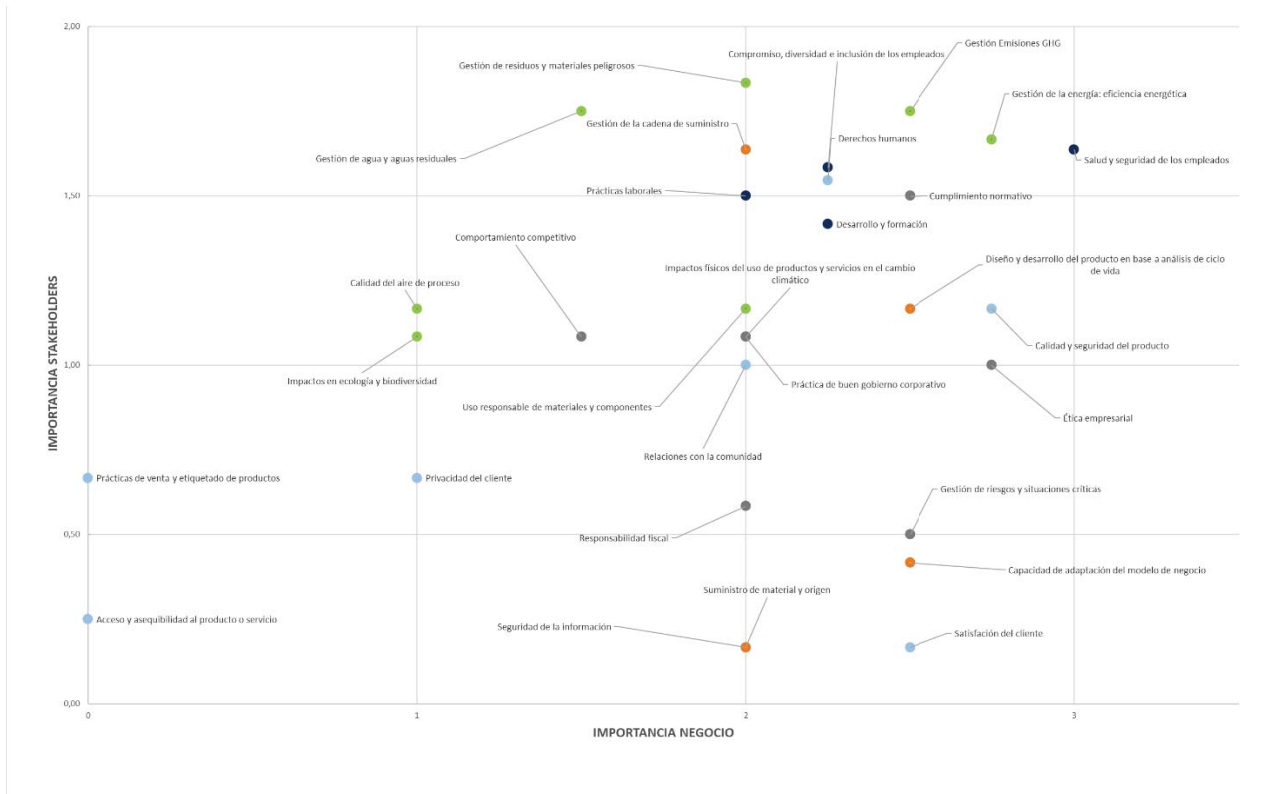 2,00
Gestión Emisiones GHG
Compromiso, diversidad e inclusión de los empleados
Gestión de residuos y materiales peligrosos
Gestión de la energía: eficiencia energética
Gestión de la cadena de suministro
Derechos humanos
Gestión de agua y aguas residuales
Salud y seguridad de los empleados
1,50
Prácticas laborales
Cumplimiento normativo
Desarrollo y formación
Comportamiento competitivo
Diseño y desarrollo del producto en base a análisis de ciclo
de vida
Impactos físicos del uso de productos y servicios en el cambio
climático
Calidad del aire de proceso
IMPORTANCIA STAKEHOLDERS
Calidad y seguridad del producto
1,00
Impactos en ecología y biodiversidad
Práctica de buen gobierno corporativo
Uso responsable de materiales y componentes
Ética empresarial
Relaciones con la comunidad
Prácticas de venta y etiquetado de productos
Privacidad del cliente
Gestión de riesgos y situaciones críticas
0,50
Responsabilidad fiscal
Capacidad de adaptación del modelo de negocio
Suministro de material y origen
Acceso y asequibilidad al producto o servicio
Seguridad de la información
Satisfacción del cliente
0,00
0
1
2
3
IMPORTANCIA NEGOCIO